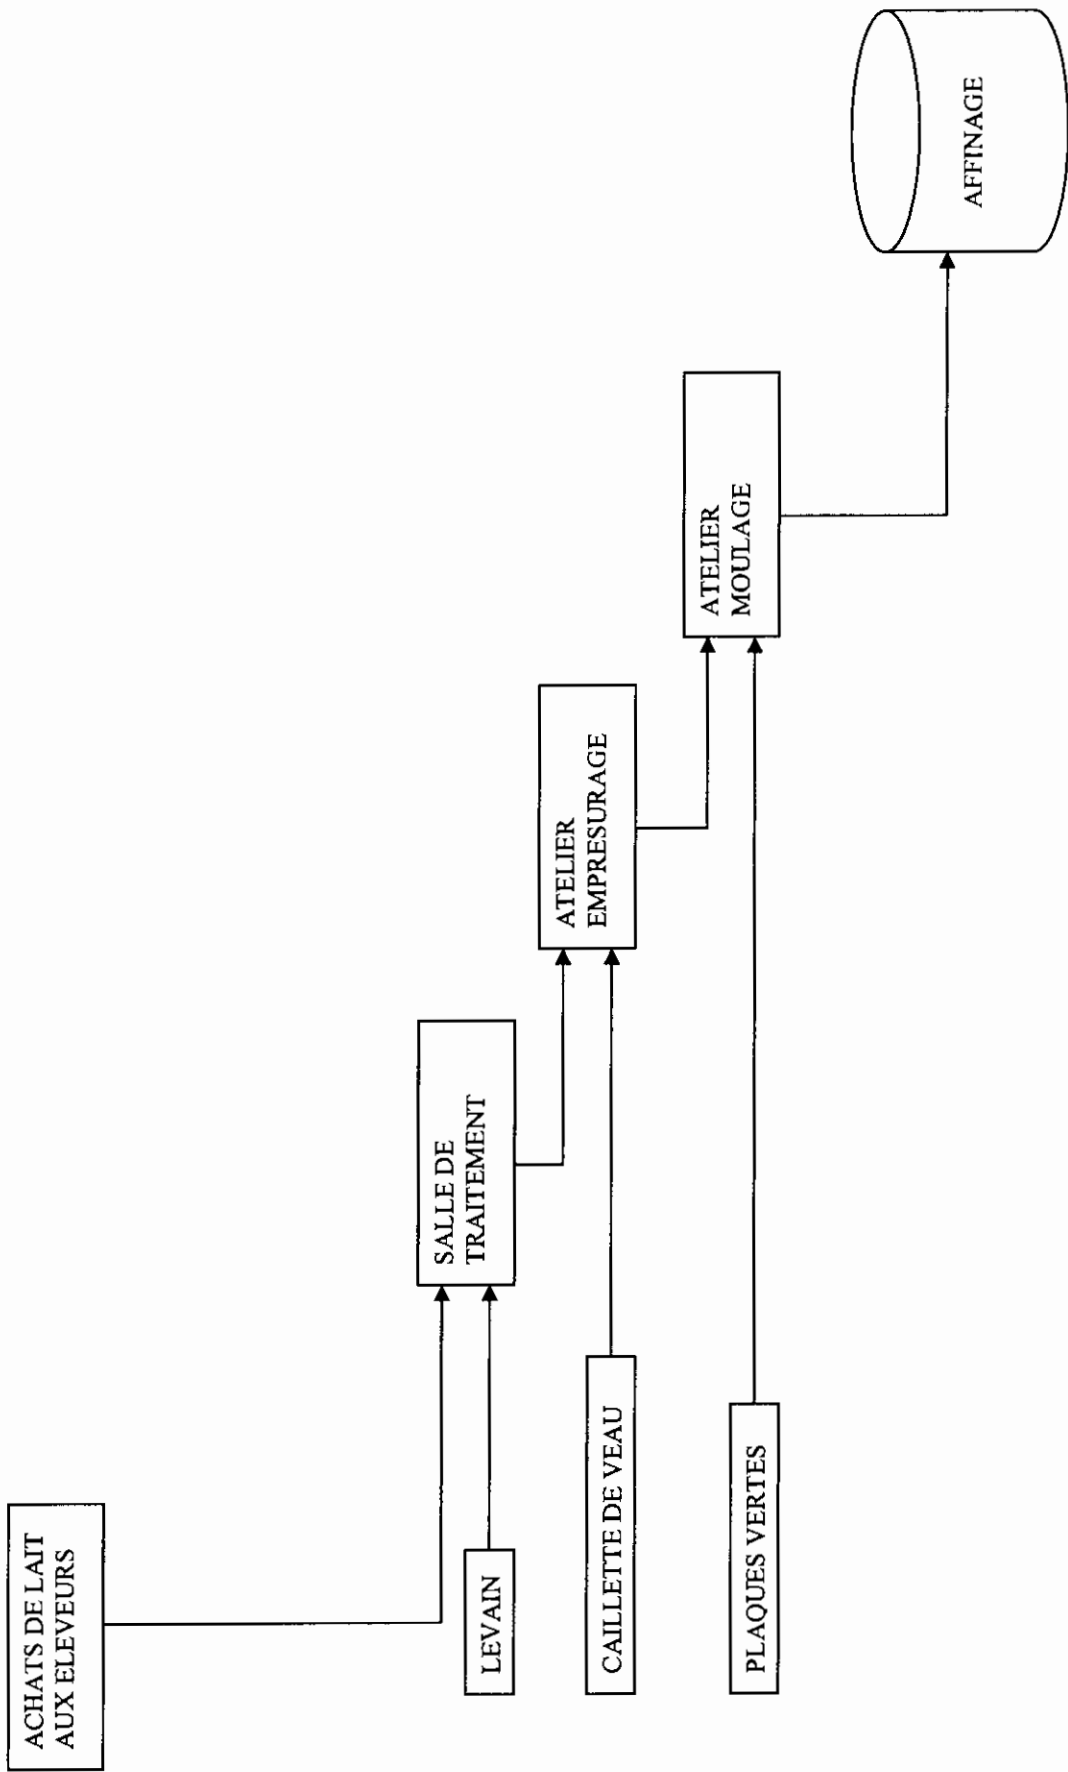 ACHATS DE LAIT
AUX ELEVEURS
LEVAIN
SALLE DE
TRAITEMENT
CAILLETTE DE VEAU
ATELIER
EMPRESURAGE
PLAQUES VERTES
ATELIER
MOULAGE
AFFINAGE